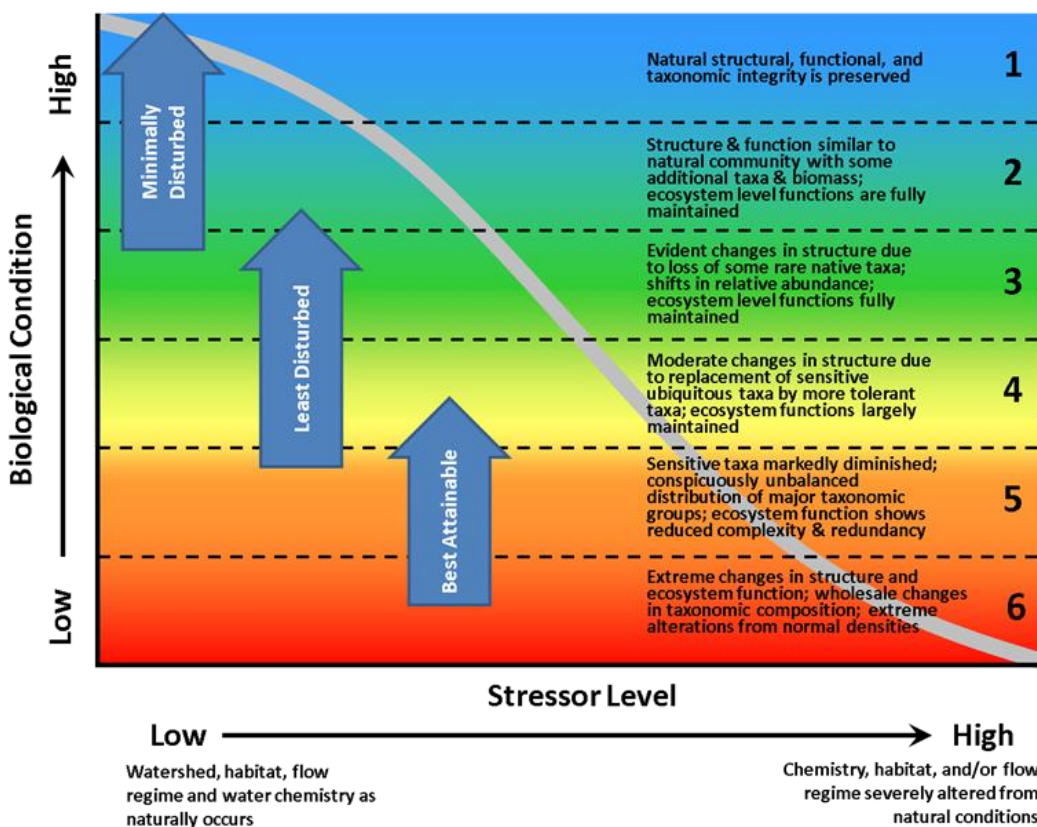 High
Biological Condition
Low
Minimally
Disturbed
Least Disturbed
Best Attainable
Natural structural, functional, and
taxonomic integrity is preserved
1
Structure & function similar to
natural community with some
additional taxa & biomass;
ecosystem level functions are fully
maintained
2
Evident changes in structure due
to loss of some rare native taxa;
shifts in relative abundance;
ecosystem level functions fully
maintained
3
Moderate changes in structure due
to replacement of sensitive
ubiquitous taxa by more tolerant
taxa; ecosystem functions largely
maintained
4
Sensitive taxa markedly diminished;
conspicuously unbalanced
distribution of major taxonomic
groups; ecosystem function shows
reduced complexity & redundancy
5
Extreme changes in structure and
ecosystem function; wholesale changes
in taxonomic composition; extreme
alterations from normal densities
6
Stressor Level
Low
High
Watershed, habitat, flow
regime and water chemistry as
naturally occurs
Chemistry, habitat, and/or flow
regime severely altered from
natural conditions